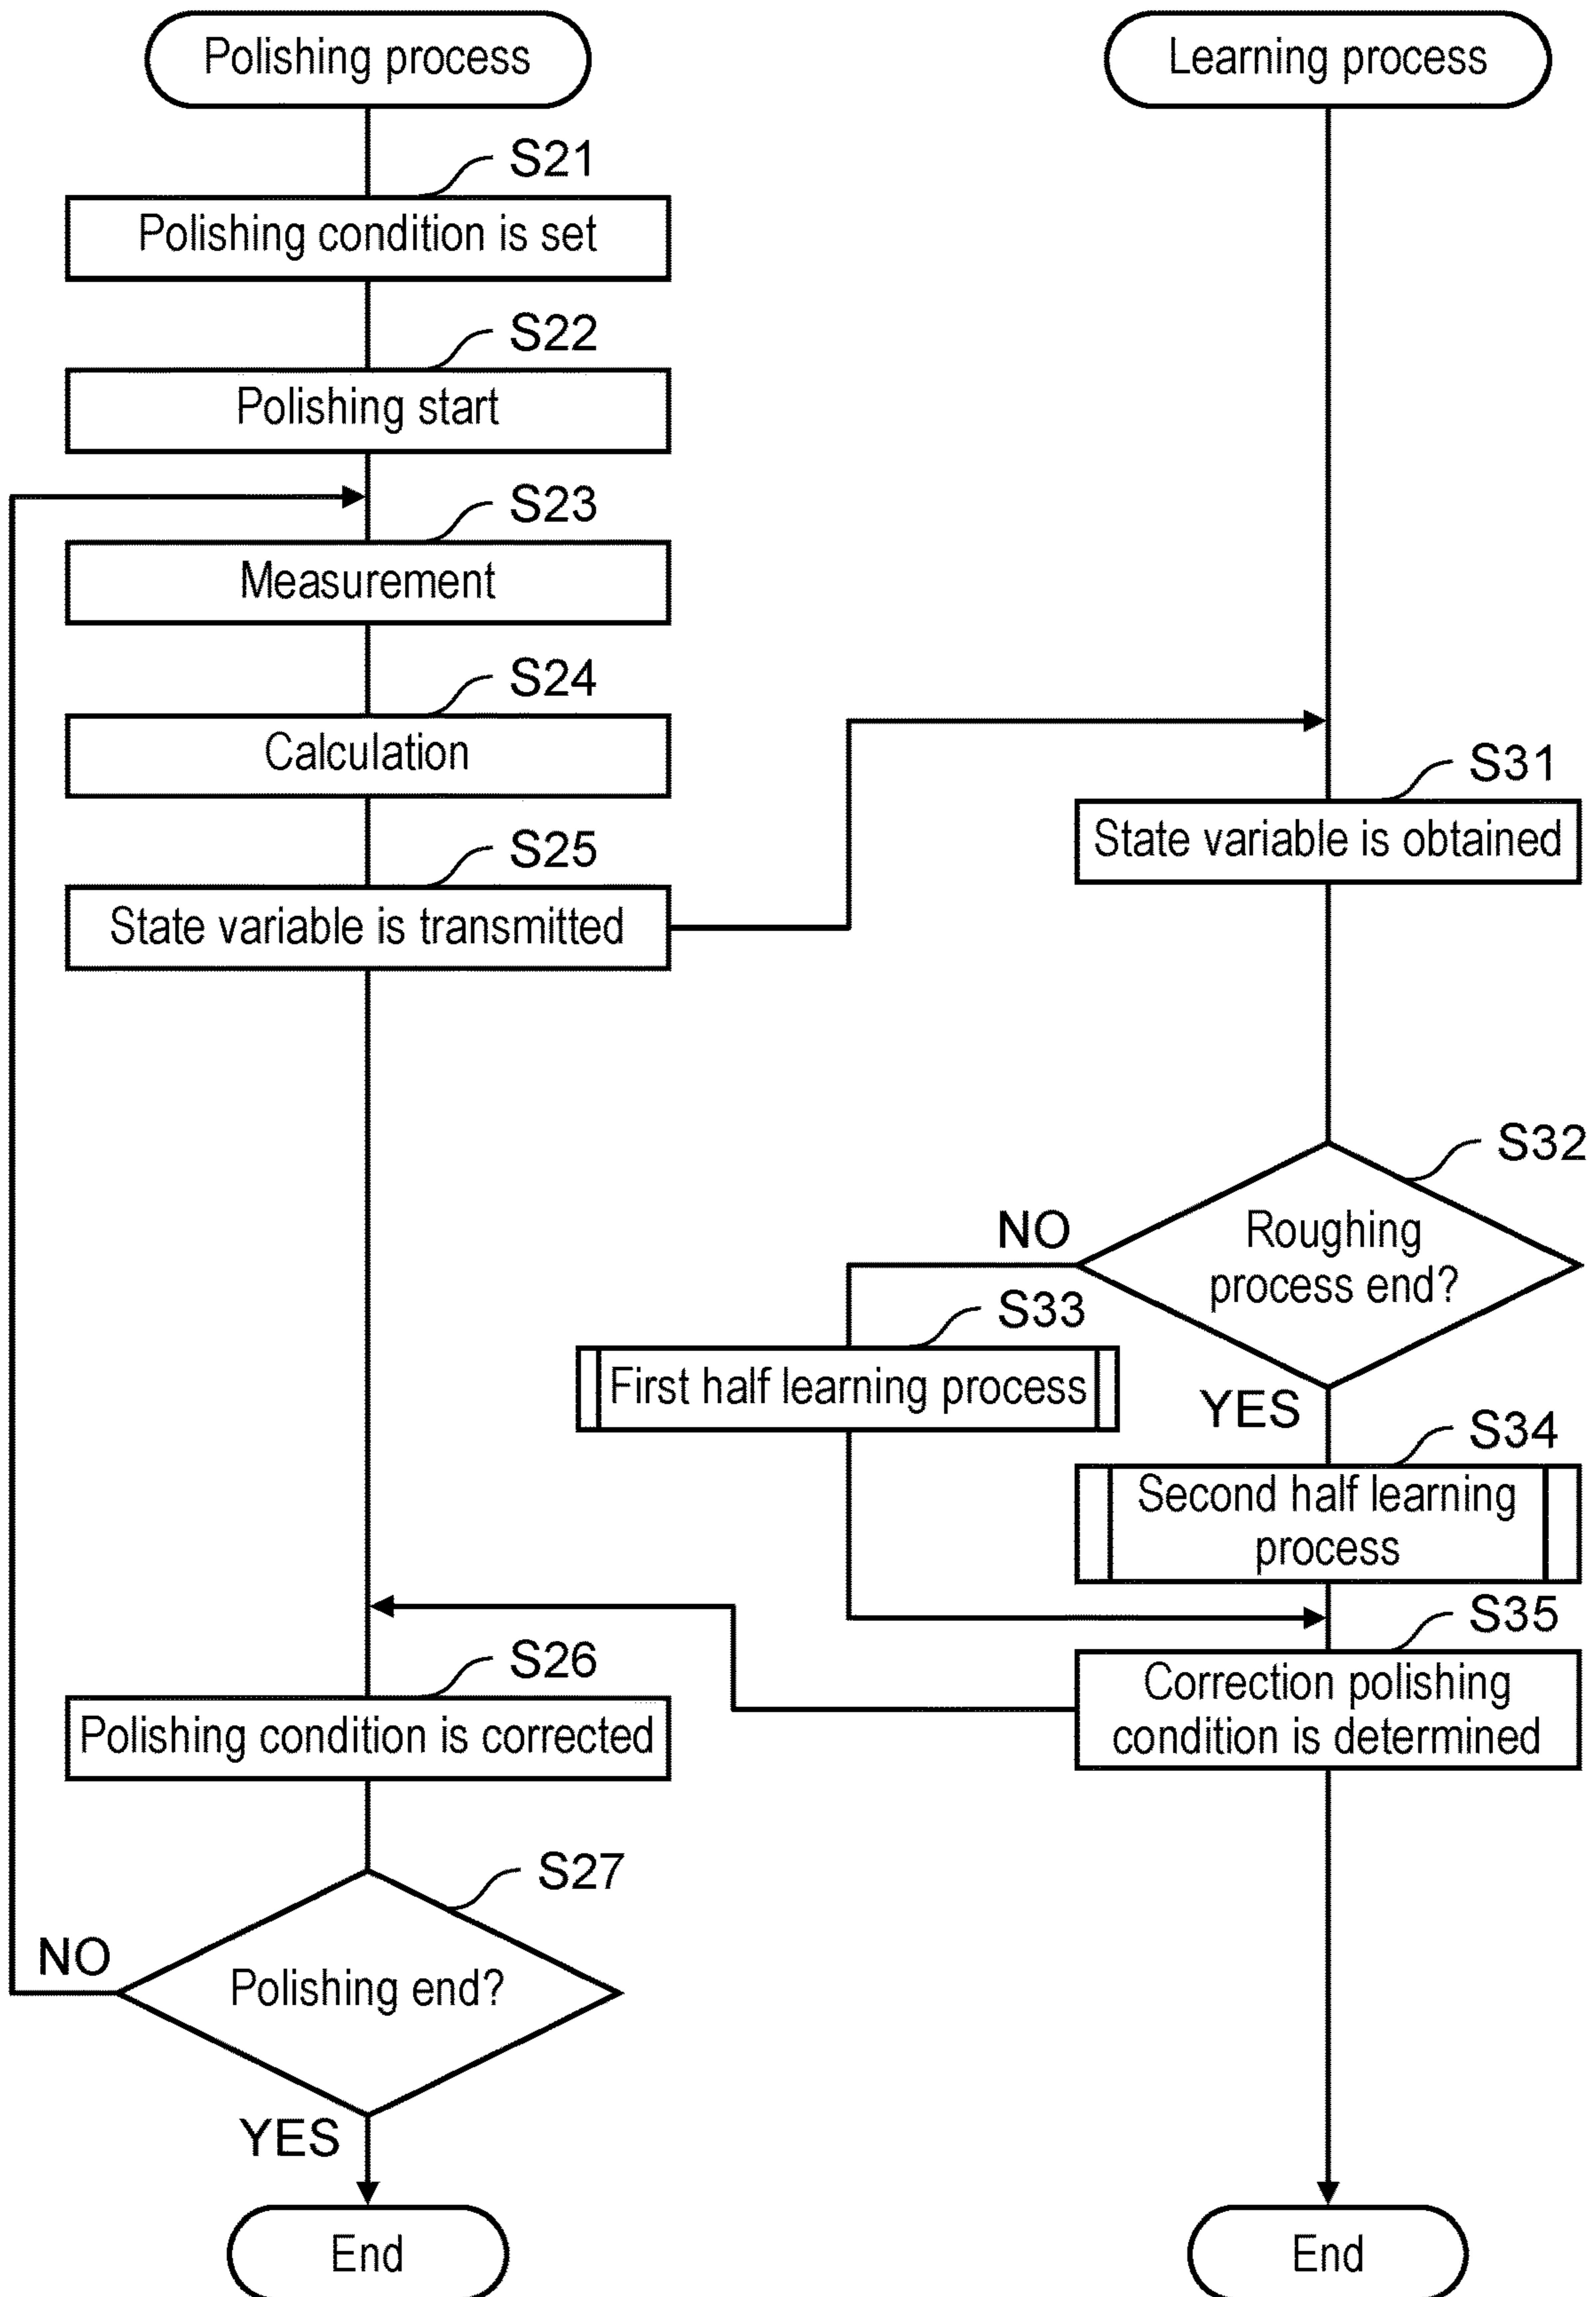 Polishing process
S21
Polishing condition is set
S22
Polishing start
S23
Measurement
S24
Calculation
S25
State variable is transmitted
S26
Polishing condition is corrected
S27
Polishing end?
NO
YES
End
Learning process
S31
State variable is obtained
S32
Roughing
process end?
NO
S33
First half learning process
YES
S34
Second half learning
process
S35
Correction polishing
condition is determined
End